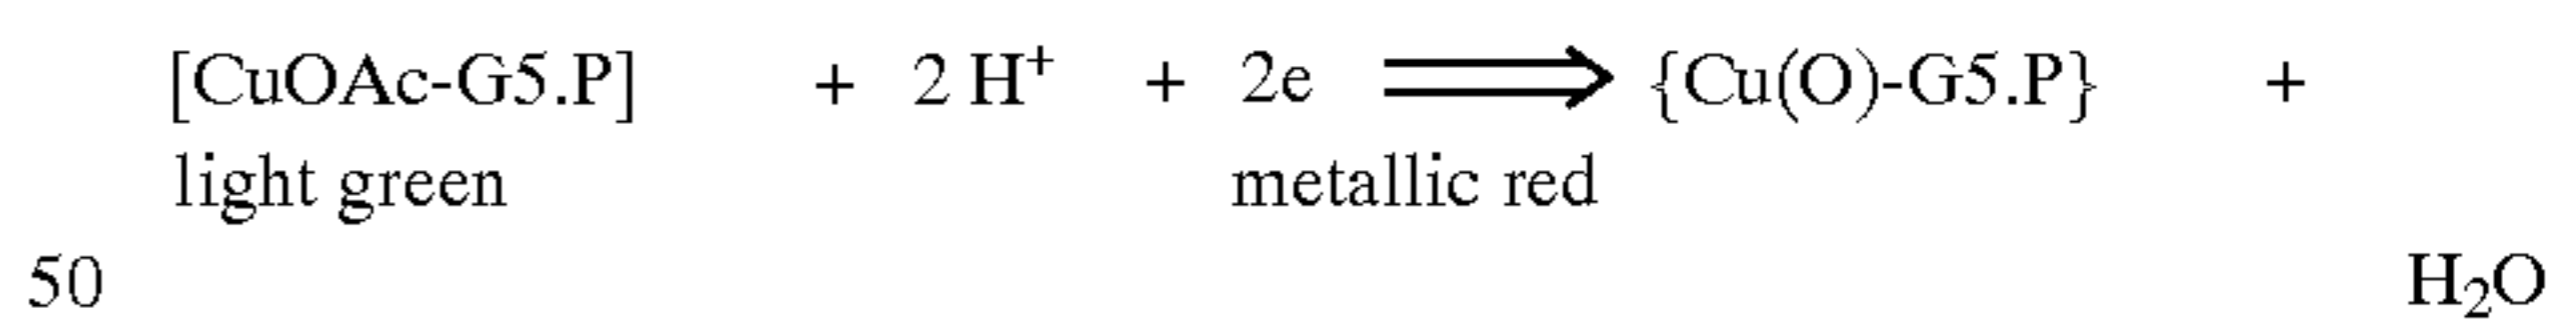 [CuOAc-G5.P] + 2 H⁺ + 2e ⟹ {Cu(O)-G5.P} +
light green metallic red
50 H₂O